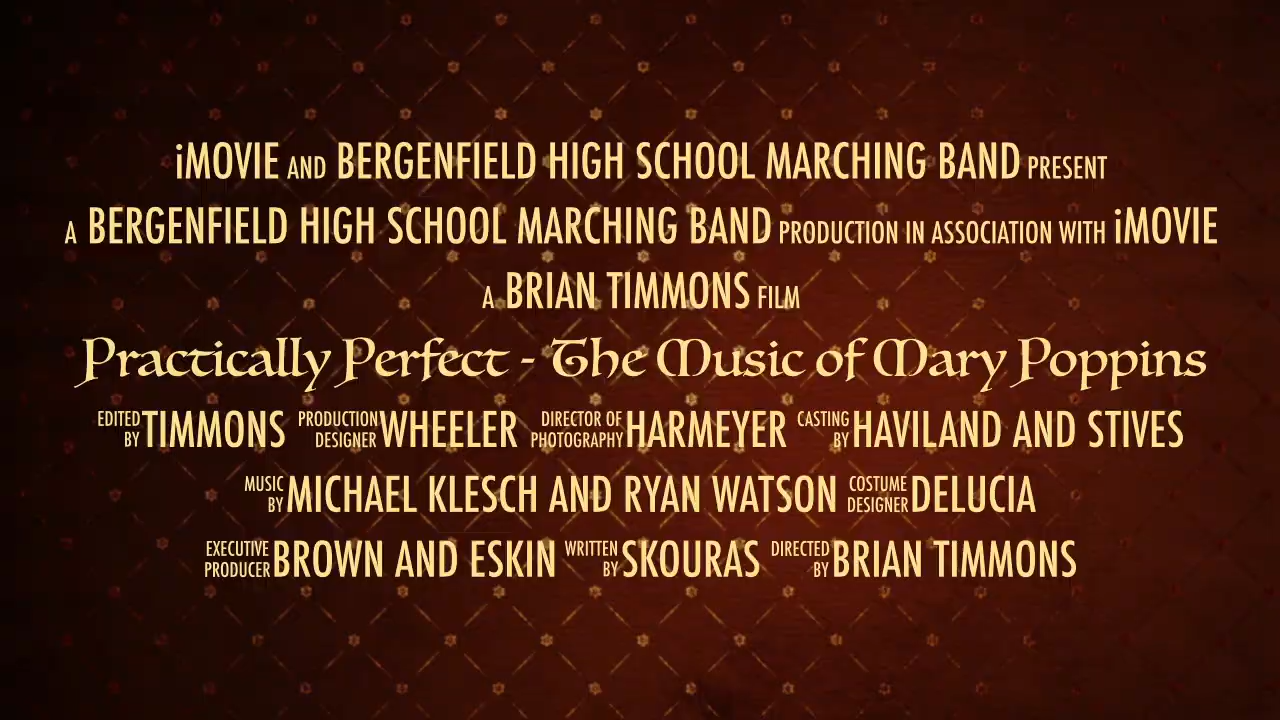 iMOVIE AND BERGENFIELD HIGH SCHOOL MARCHING BAND PRESENT
A BERGENFIELD HIGH SCHOOL MARCHING BAND PRODUCTION IN ASSOCIATION WITH iMOVIE
A BRIAN TIMMONS FILM
Practically Perfect - The Music of Mary Poppins
EDITED BY TIMMONS PRODUCTION DESIGNER WHEELER DIRECTOR OF PHOTOGRAPHY HARMEYER CASTING BY HAVILAND AND STIVES
MUSIC BY MICHAEL KLESCH AND RYAN WATSON COSTUME DESIGNER DELUCIA
EXECUTIVE PRODUCER BROWN AND ESKIN WRITTEN BY SKOURAS DIRECTED BY BRIAN TIMMONS